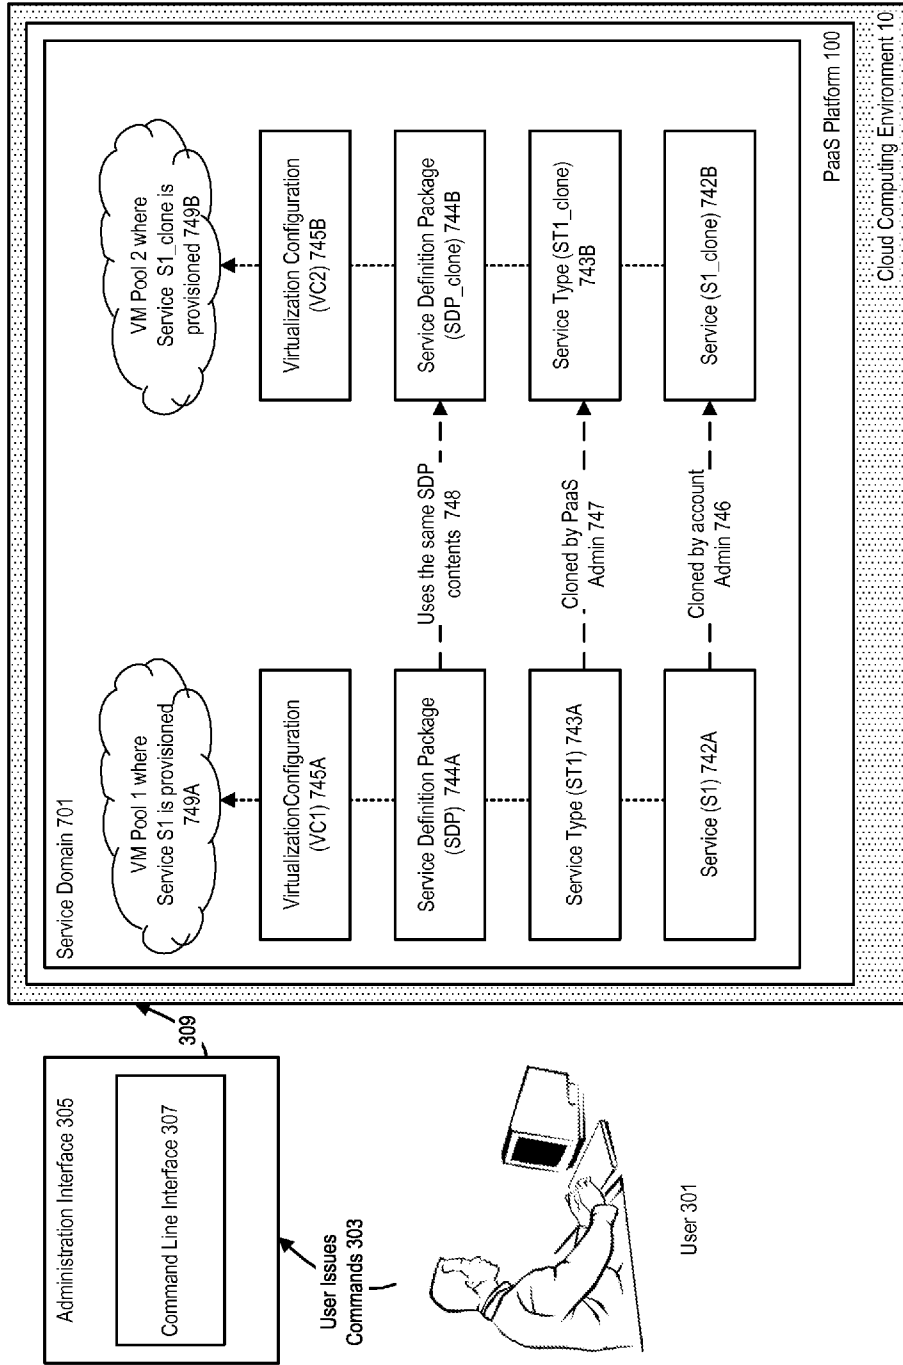 Administration Interface 305
Command Line Interface 307
User Issues
Commands 303
User 301
309
Service Domain 701
VM Pool 1 where
Service S1 is provisioned
749A
VirtualizationConfiguration
(VC1) 745A
Service Definition Package
(SDP) 744A
Service Type (ST1) 743A
Service (S1) 742A
Uses the same SDP
contents 748
Cloned by PaaS
Admin 747
Cloned by account
Admin 746
VM Pool 2 where
Service S1_clone is
provisioned 749B
Virtualization Configuration
(VC2) 745B
Service Definition Package
(SDP_clone) 744B
Service Type (ST1_clone)
743B
Service (S1_clone) 742B
PaaS Platform 100
Cloud Computing Environment 10